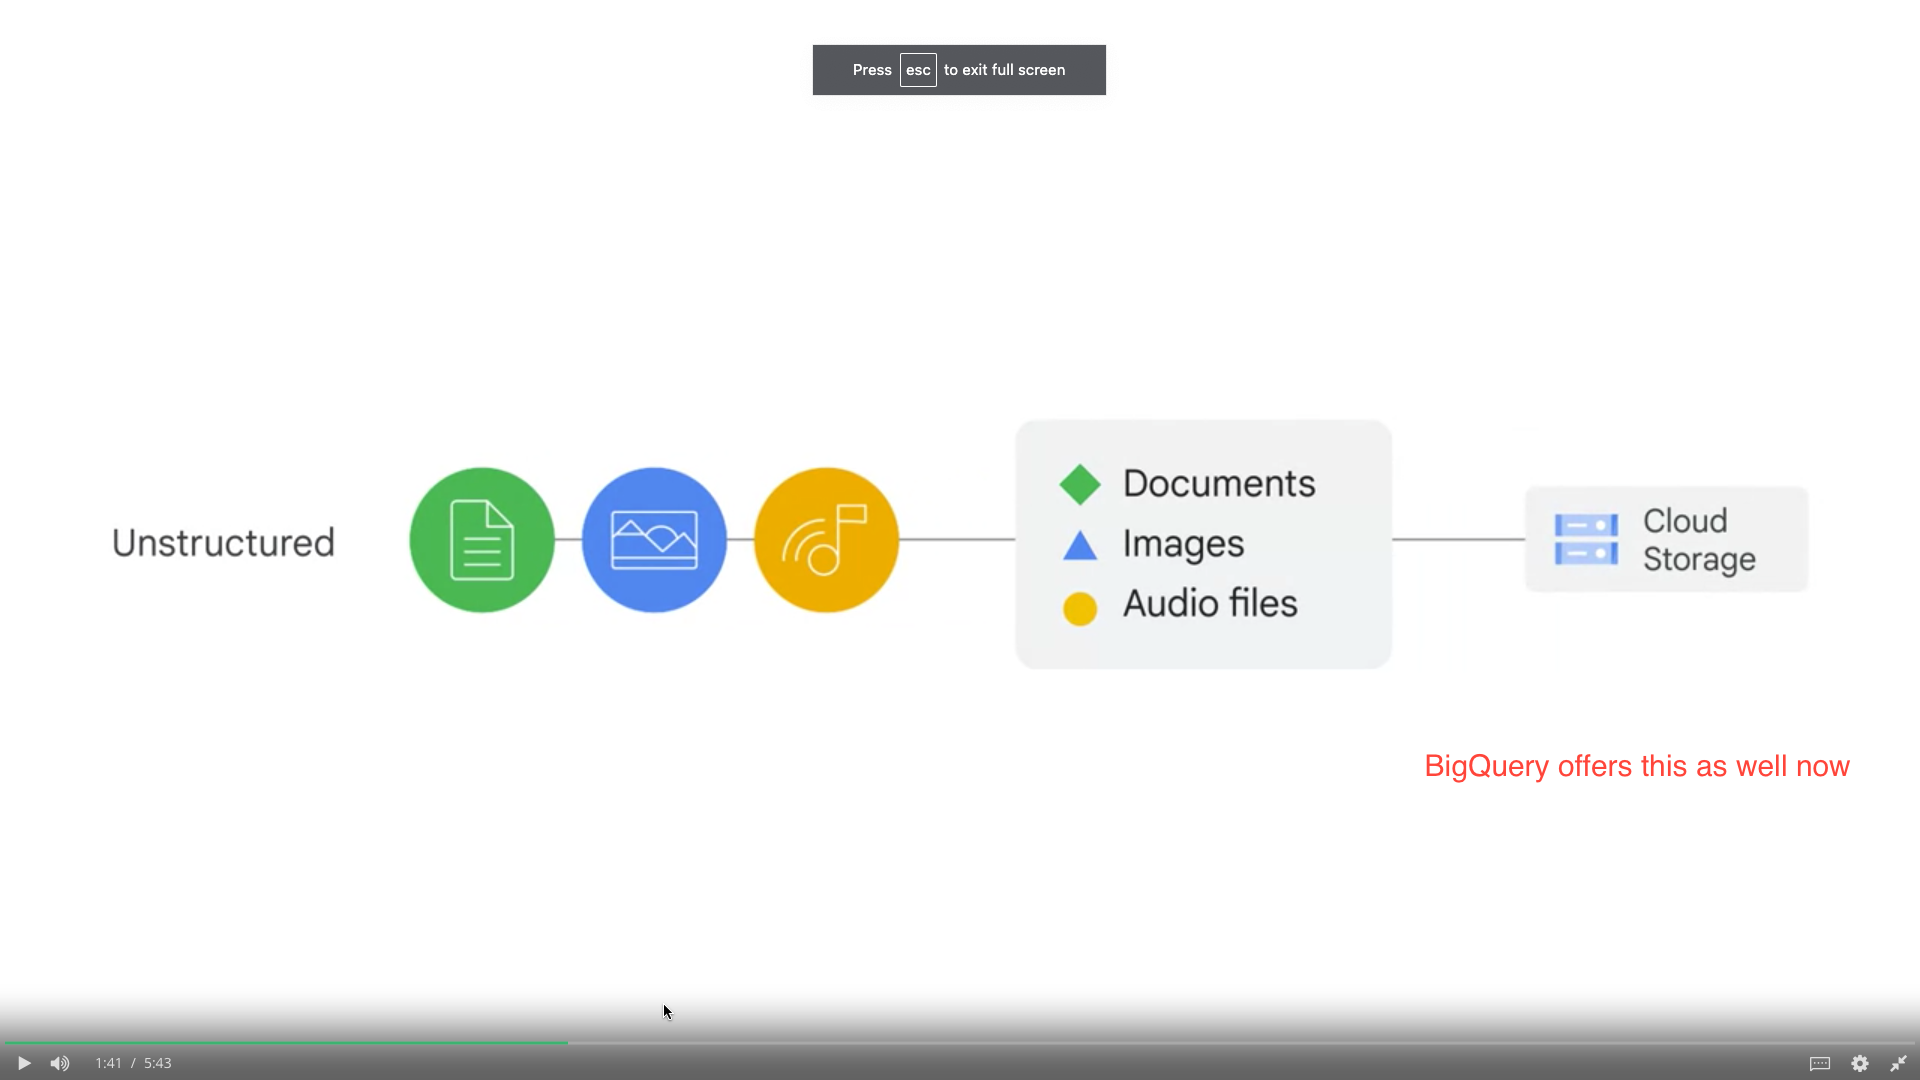 Press esc to exit full screen
Unstructured
Documents
Images
Audio files
Cloud
Storage
BigQuery offers this as well now
1:41 / 5:43